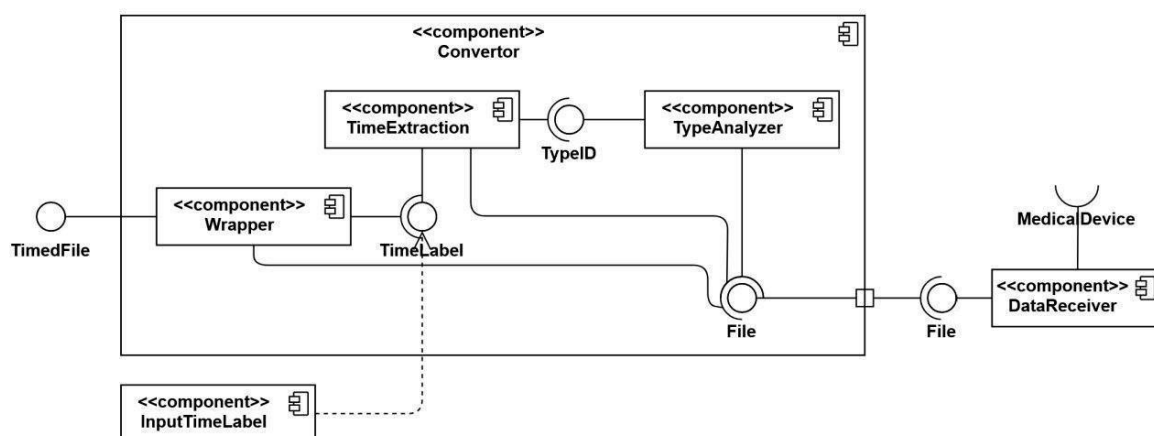 <<component>>
Convertor
<<component>>
TimeExtraction
TypeID
<<component>>
TypeAnalyzer
TimedFile
<<component>>
Wrapper
TimeLabel
File
MedicalDevice
File
<<component>>
DataReceiver
<<component>>
InputTimeLabel